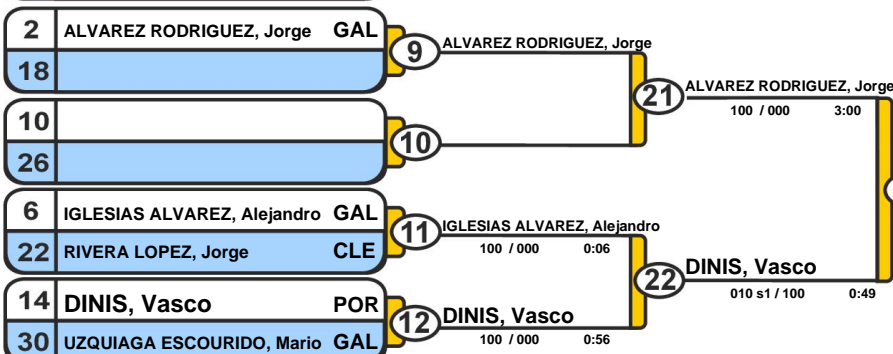 2 ALVAREZ RODRIGUEZ, Jorge GAL
18
9 ALVAREZ RODRIGUEZ, Jorge
10
26
10
21 ALVAREZ RODRIGUEZ, Jorge
100 / 000 3:00
6 IGLESIAS ALVAREZ, Alejandro GAL
22 RIVERA LOPEZ, Jorge CLE
11 IGLESIAS ALVAREZ, Alejandro
100 / 000 0:06
14 DINIS, Vasco POR
30 UZQUIAGA ESCOURIDO, Mario GAL
12 DINIS, Vasco
100 / 000 0:56
22 DINIS, Vasco
010 s1 / 100 0:49